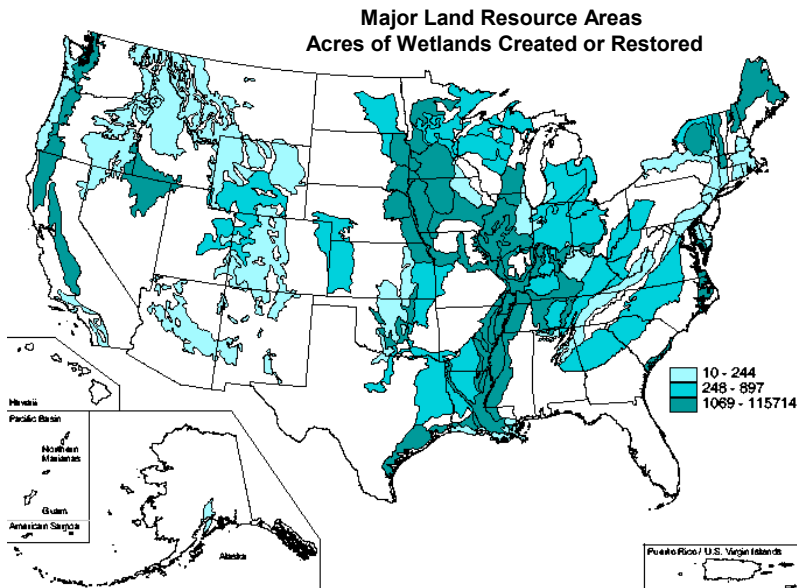 Major Land Resource Areas
Acres of Wetlands Created or Restored
10 - 244
248 - 897
1069 - 115714
Hawaii
Pacific Basin
Northern
Marianas
Guam
American Samoa
Alaska
Puerto Rico / U.S. Virgin Islands